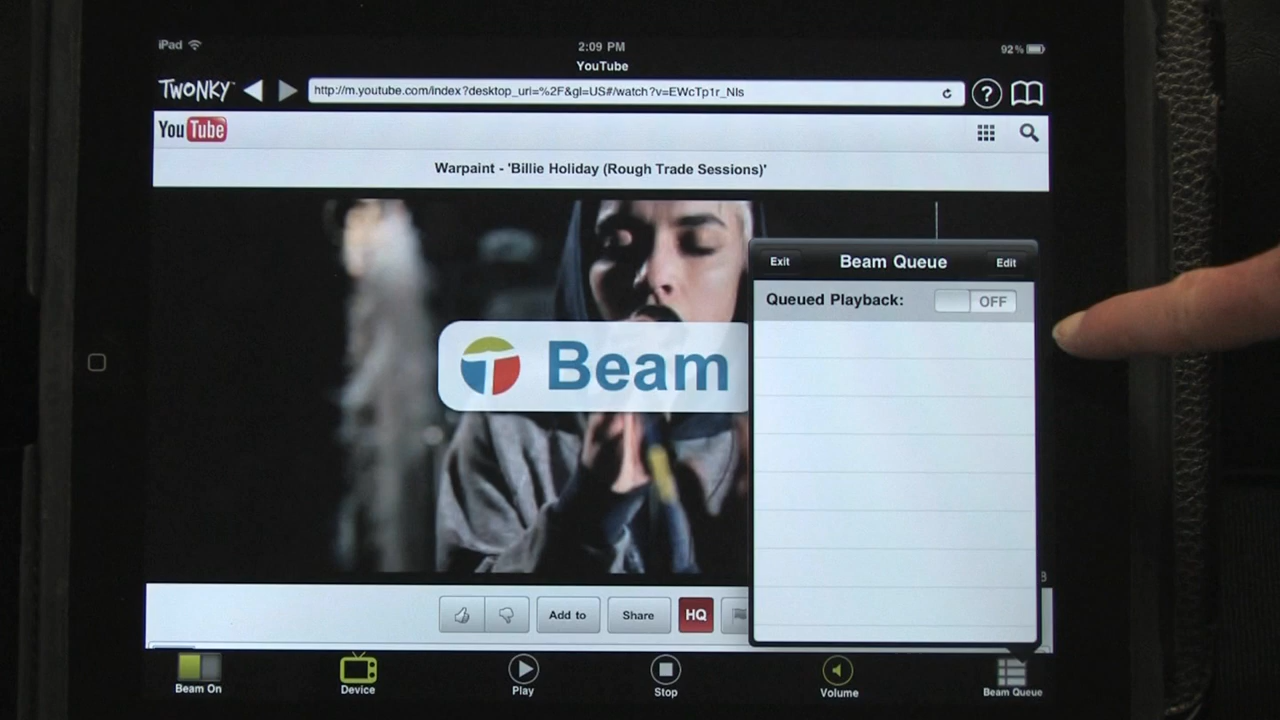 iPad
2:09 PM
92%
YouTube
TWONKY
http://m.youtube.com/index?desktop_uri=%2F&gl=US#/watch?v=EWcTp1r_NIs
?
YouTube
Warpaint - 'Billie Holiday (Rough Trade Sessions)'
Exit
Beam Queue
Edit
Queued Playback:
OFF
Beam
Add to
Share
HQ
Beam On
Device
Play
Stop
Volume
Beam Queue